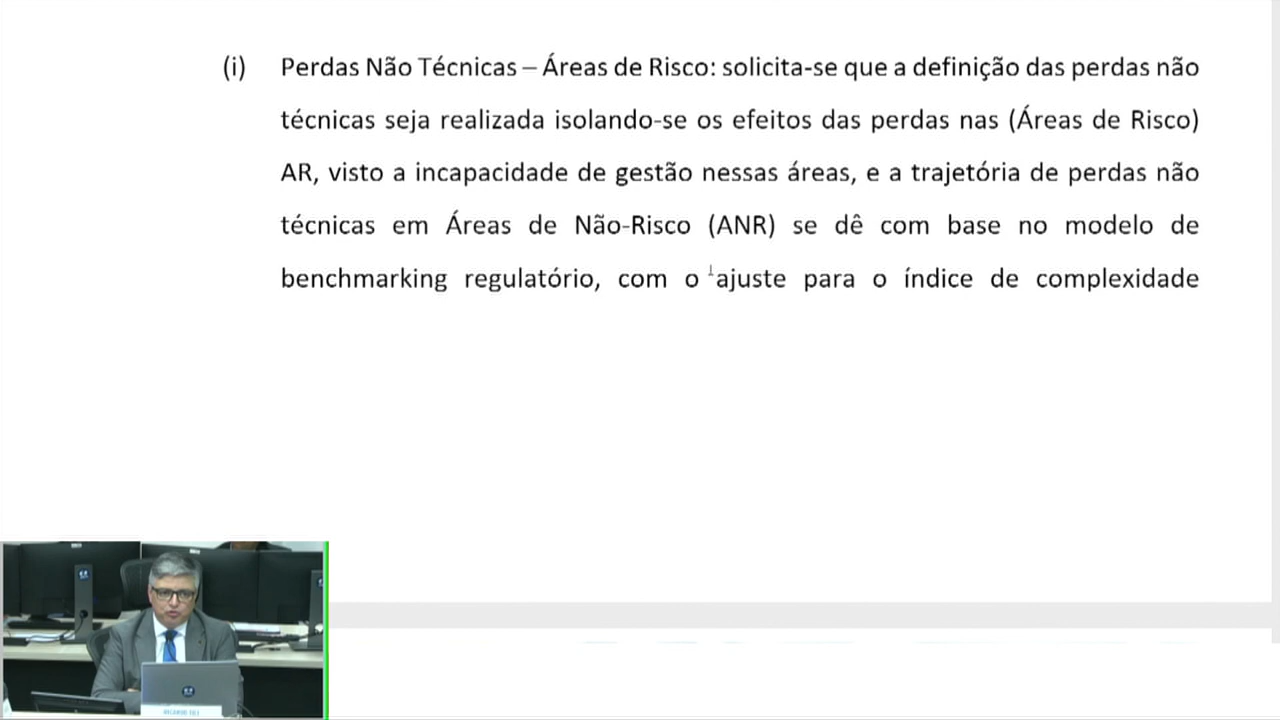 (i) Perdas Não Técnicas – Áreas de Risco: solicita-se que a definição das perdas não
técnicas seja realizada isolando-se os efeitos das perdas nas (Áreas de Risco)
AR, visto a incapacidade de gestão nessas áreas, e a trajetória de perdas não
técnicas em Áreas de Não-Risco (ANR) se dê com base no modelo de
benchmarking regulatório, com o ajuste para o índice de complexidade